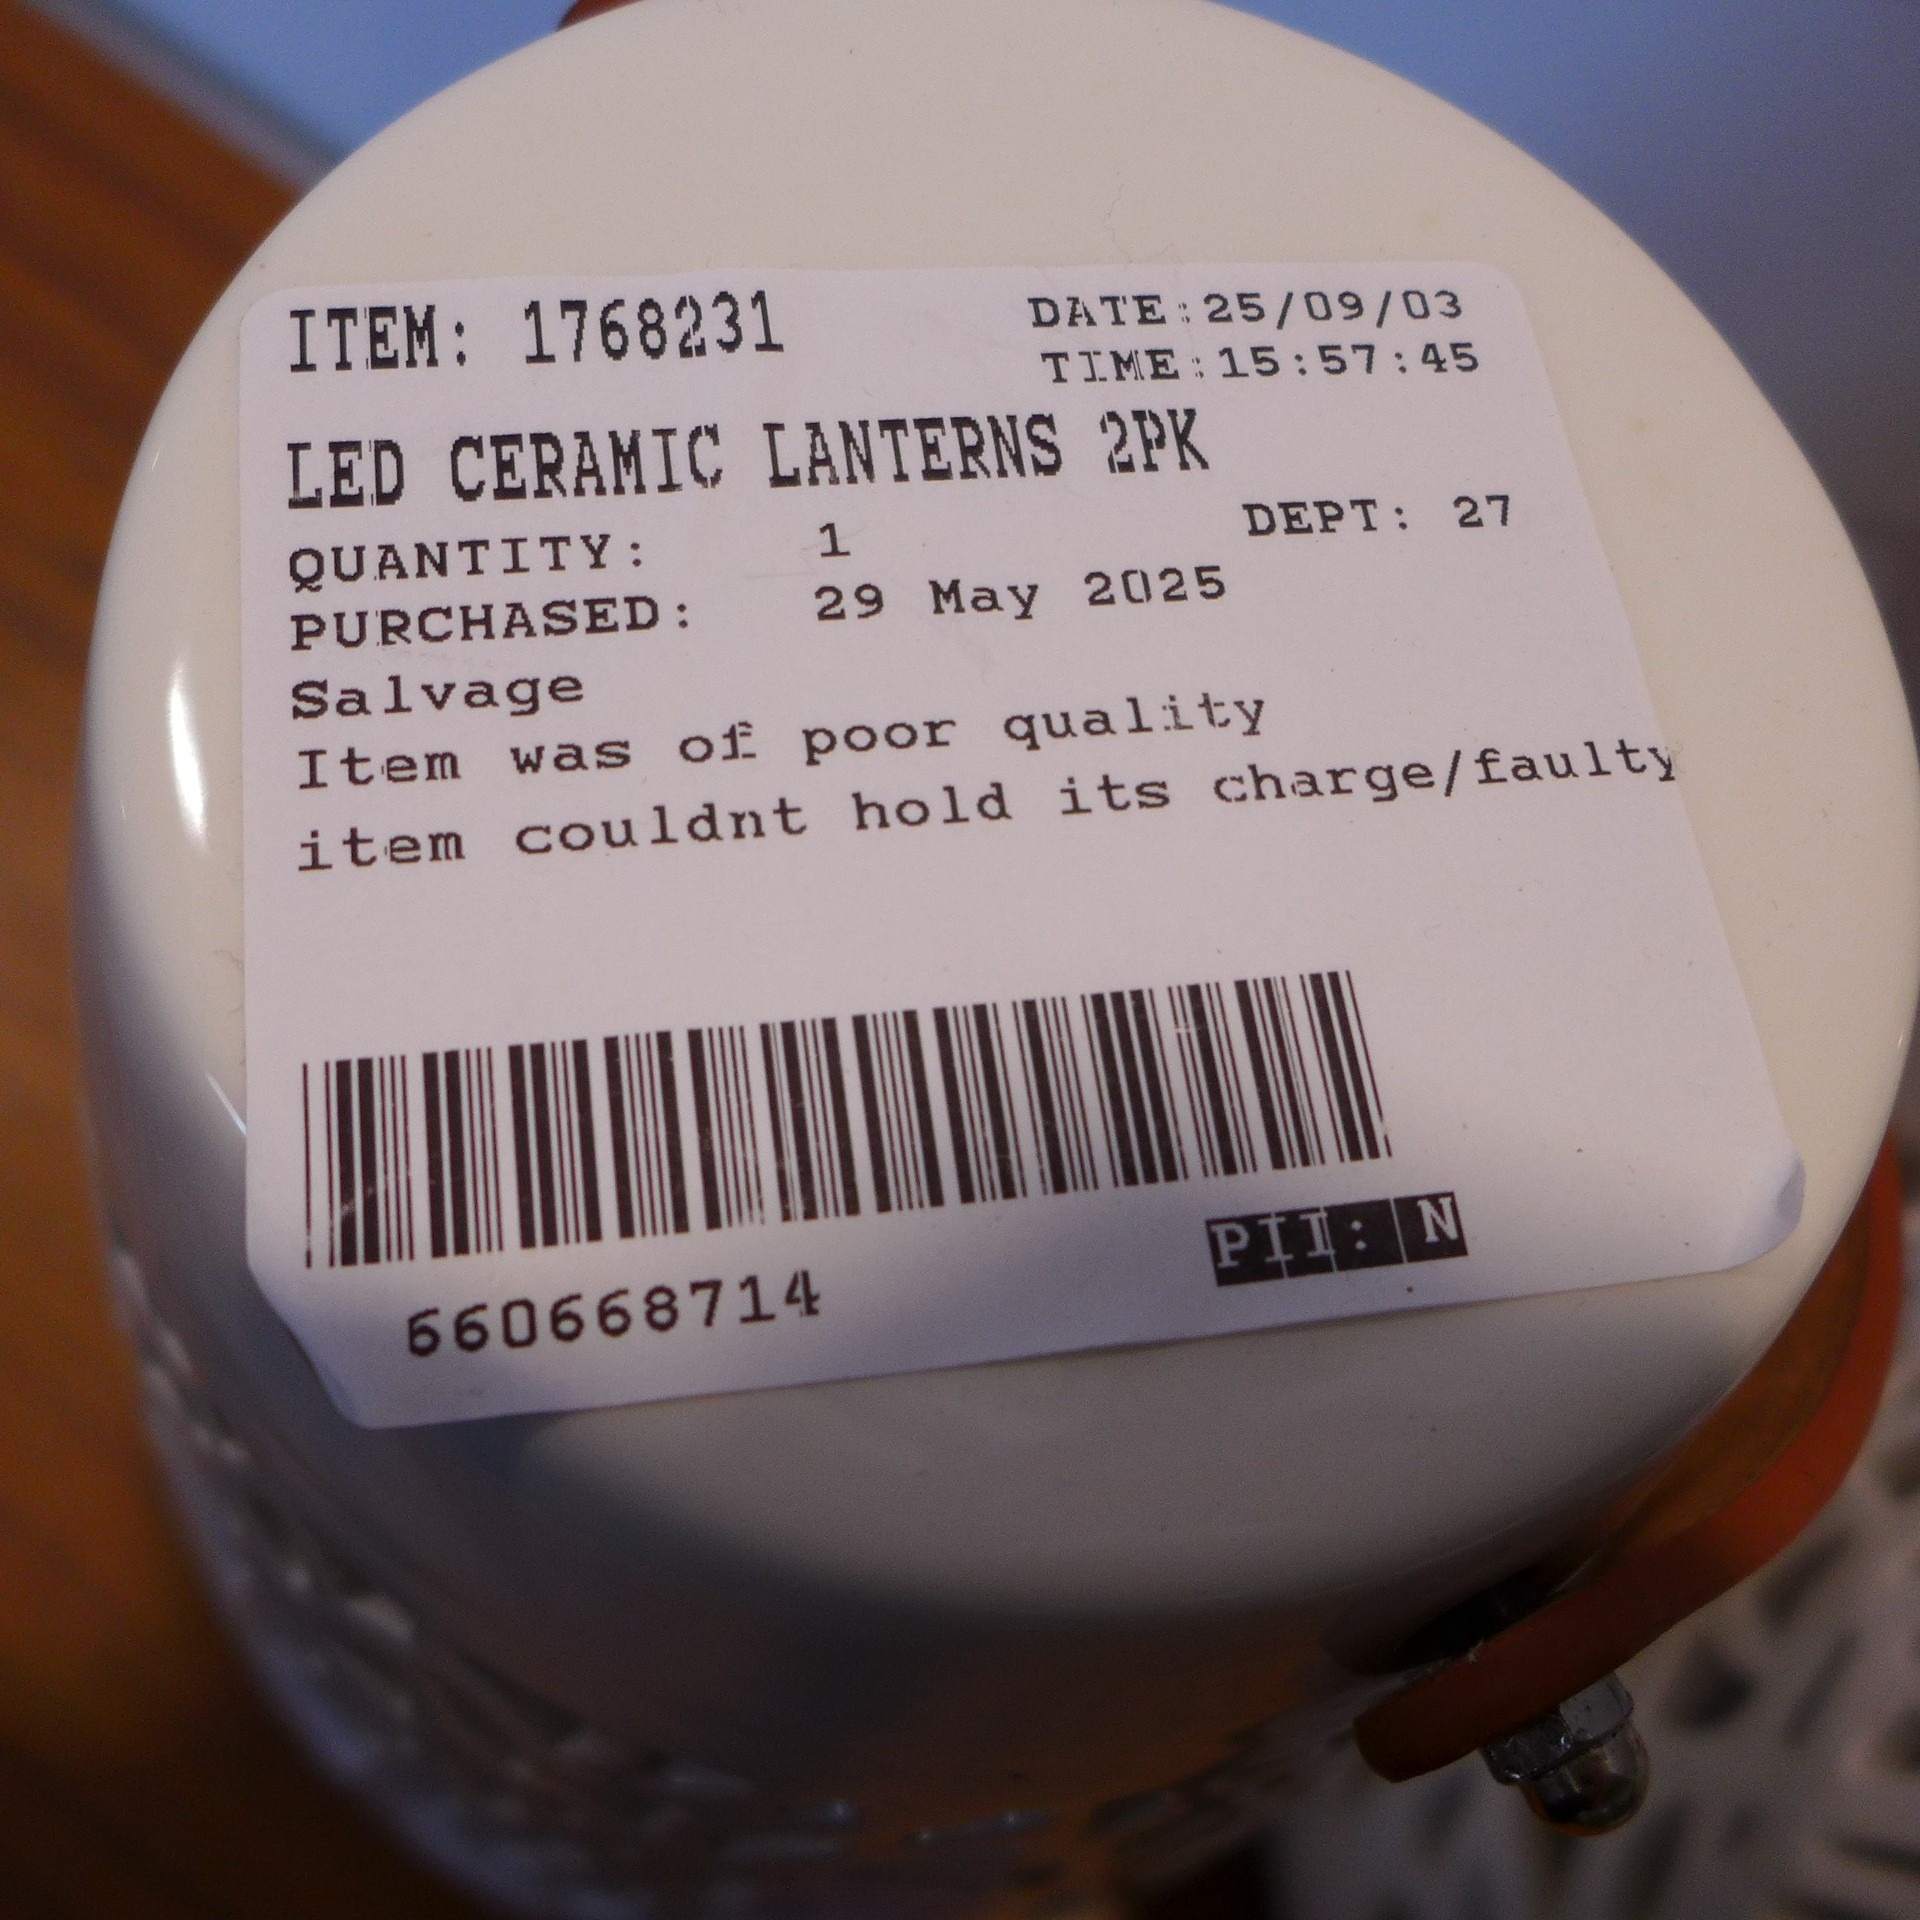 ITEM: 1768231
DATE:25/09/03
TIME:15:57:45
LED CERAMIC LANTERNS 2PK
QUANTITY: 1
DEPT: 27
PURCHASED: 29 May 2025
Salvage
Item was of poor quality
item couldnt hold its charge/faulty
660668714
PII: N